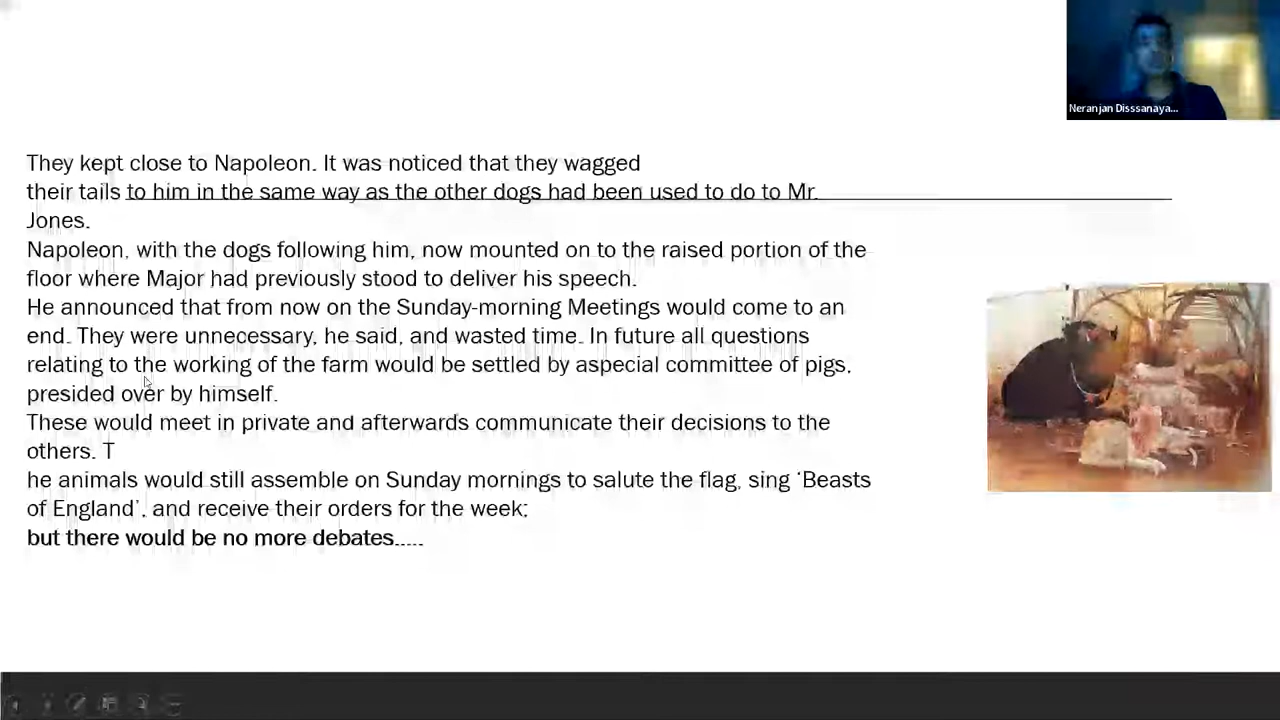 Neranjan Disssanaya...
They kept close to Napoleon. It was noticed that they wagged
their tails to him in the same way as the other dogs had been used to do to Mr.
Jones.
Napoleon, with the dogs following him, now mounted on to the raised portion of the
floor where Major had previously stood to deliver his speech.
He announced that from now on the Sunday-morning Meetings would come to an
end. They were unnecessary, he said, and wasted time. In future all questions
relating to the working of the farm would be settled by aspecial committee of pigs,
presided over by himself.
These would meet in private and afterwards communicate their decisions to the
others. T
he animals would still assemble on Sunday mornings to salute the flag, sing ‘Beasts
of England’, and receive their orders for the week;
but there would be no more debates.....